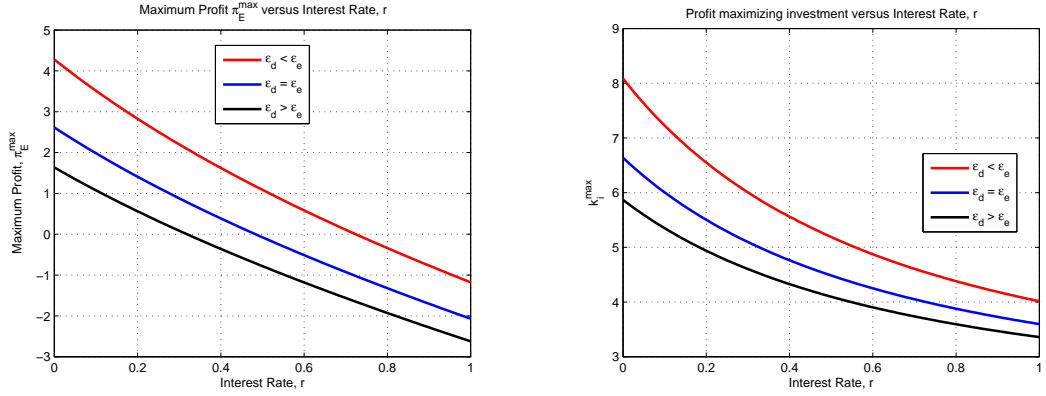 Maximum Profit π_E^max versus Interest Rate, r
5
4
3
2
1
0
−1
−2
−3
Maximum Profit, π_E^max
ε_d < ε_e
ε_d = ε_e
ε_d > ε_e
0 0.2 0.4 0.6 0.8 1
Interest Rate, r
Profit maximizing investment versus Interest Rate, r
9
8
7
6
5
4
3
k_i^max
ε_d < ε_e
ε_d = ε_e
ε_d > ε_e
0 0.2 0.4 0.6 0.8 1
Interest Rate, r